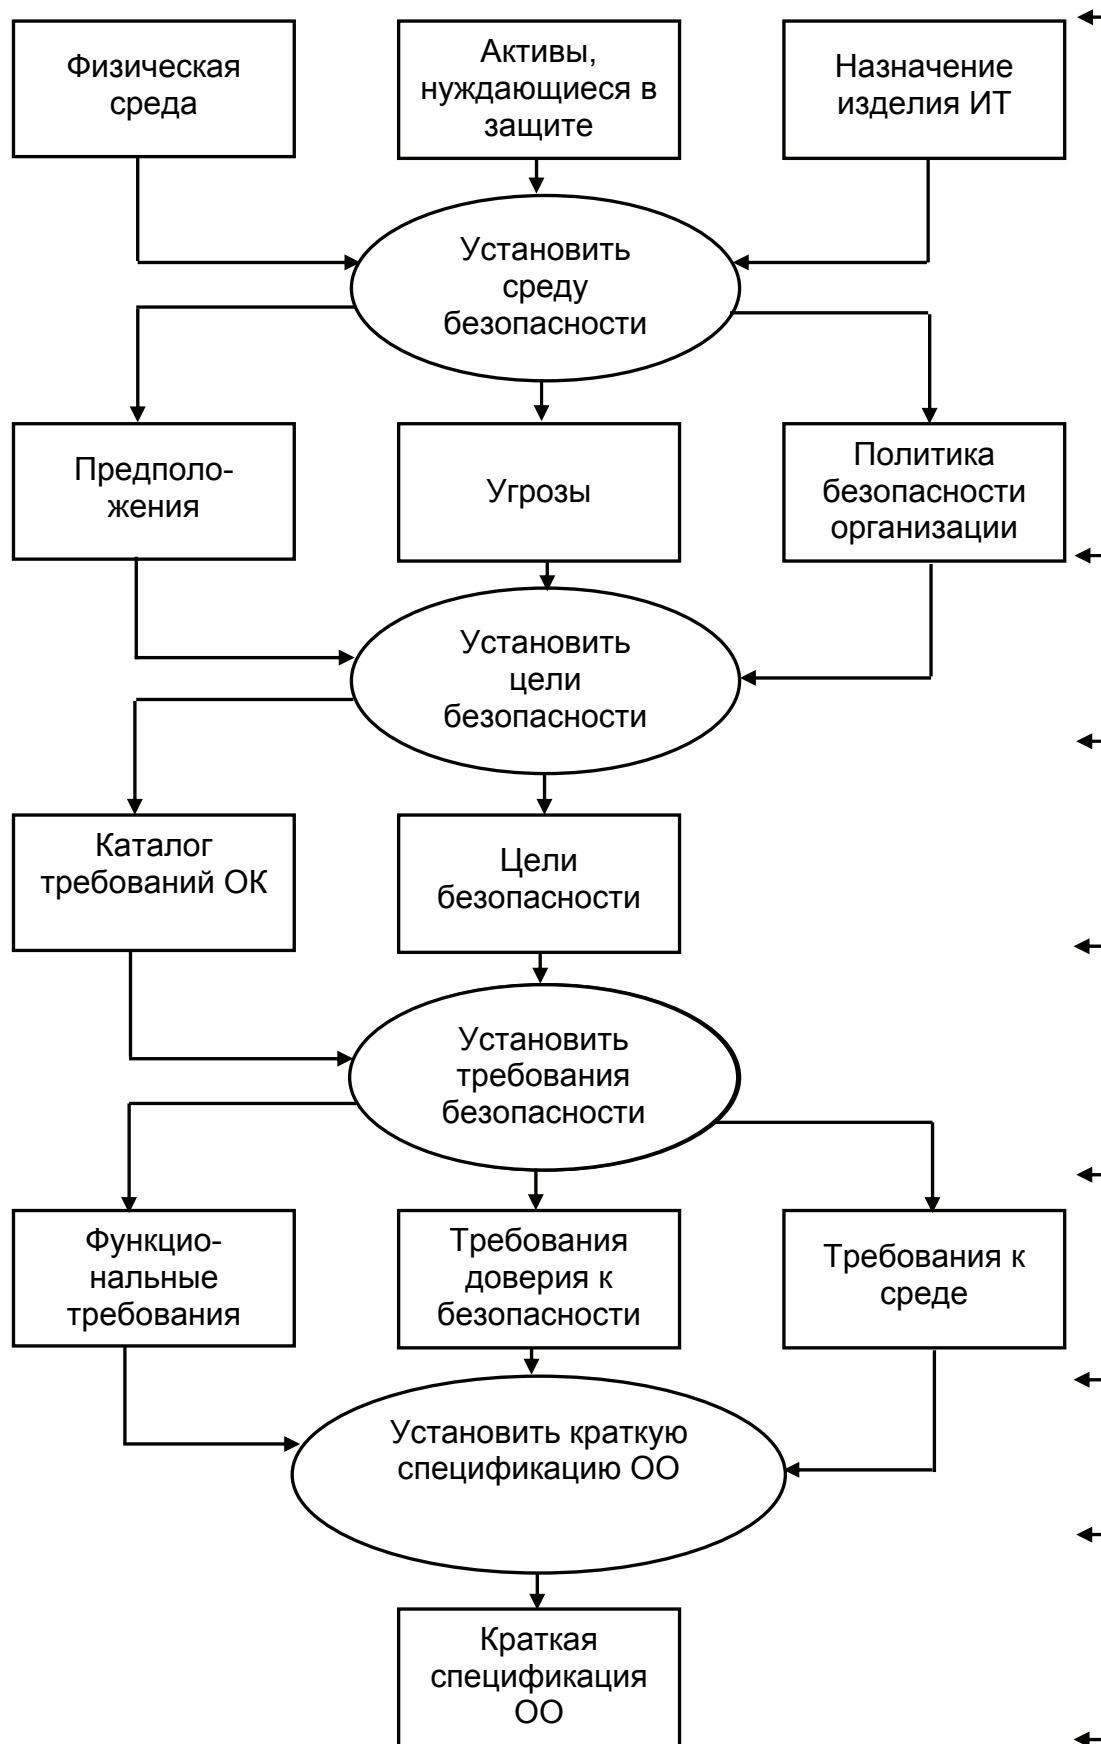 Физическая
среда
Активы,
нуждающиеся в
защите
Назначение
изделия ИТ
Установить
среду
безопасности
Предполо-
жения
Угрозы
Политика
безопасности
организации
Установить
цели
безопасности
Каталог
требований ОК
Цели
безопасности
Установить
требования
безопасности
Функцио-
нальные
требования
Требования
доверия к
безопасности
Требования к
среде
Установить краткую
спецификацию ОО
Краткая
спецификация
ОО